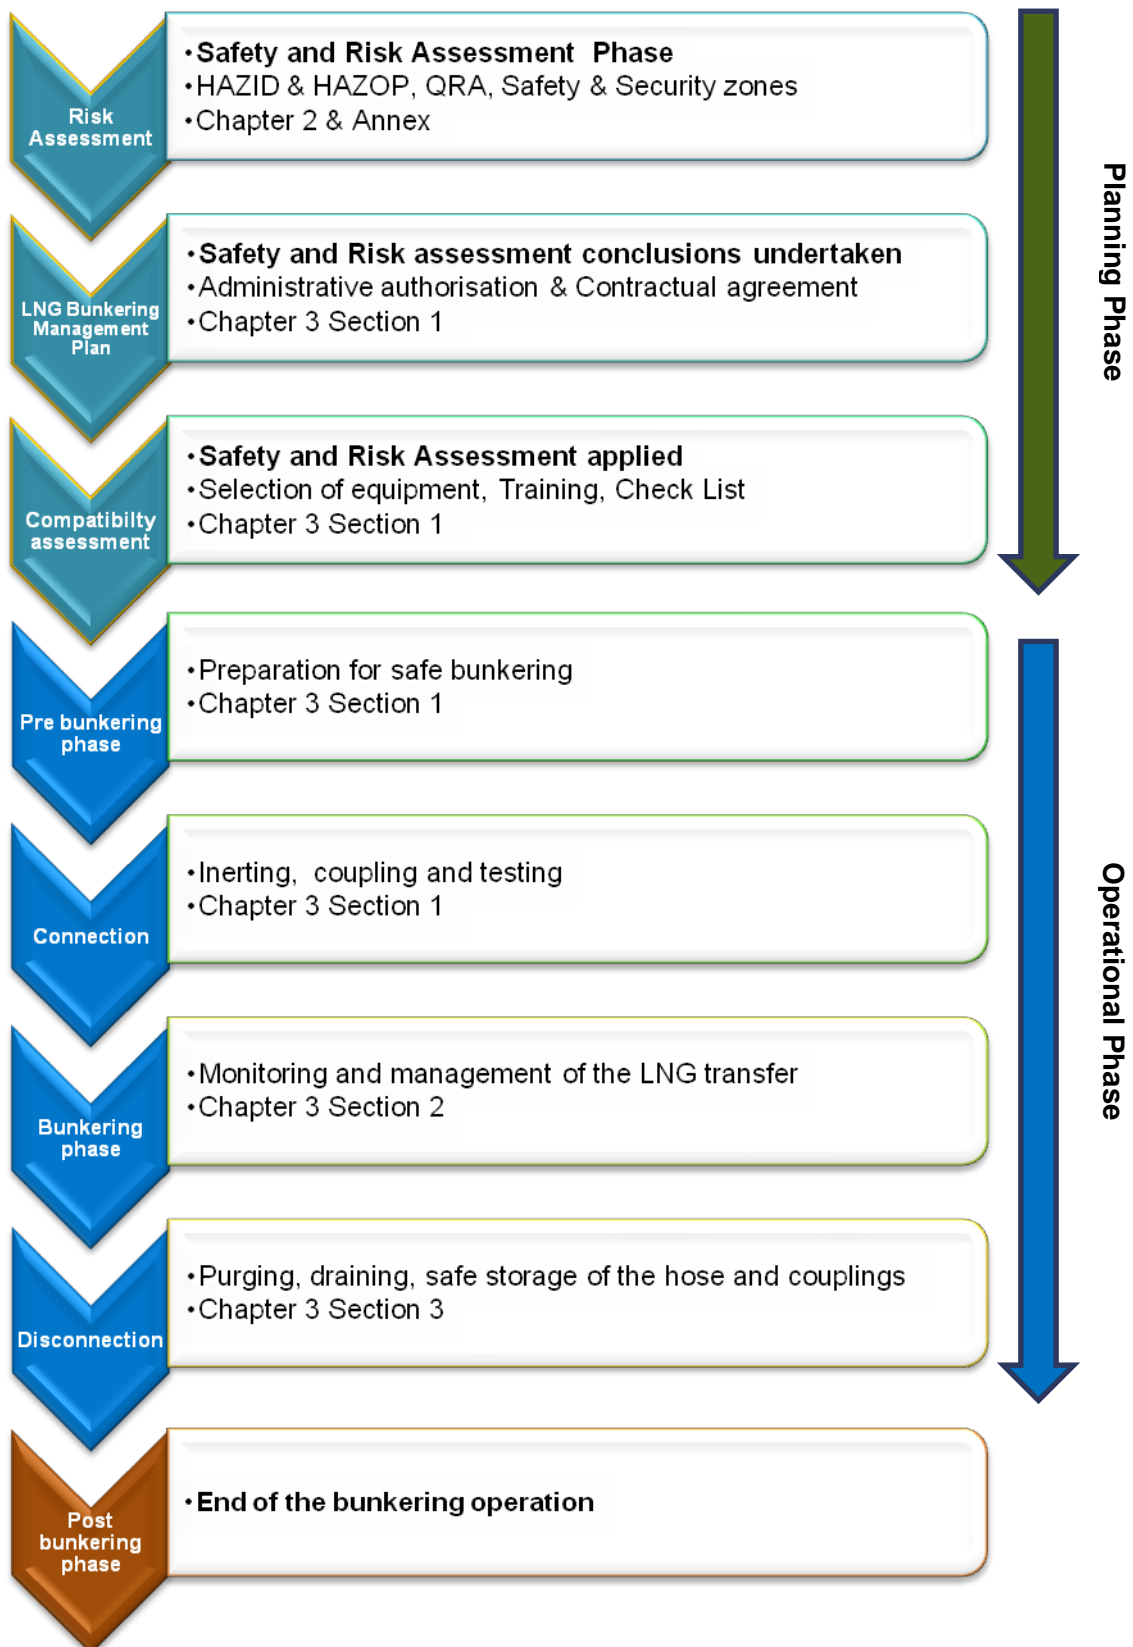 Risk
Assessment
• Safety and Risk Assessment Phase
• HAZID & HAZOP, QRA, Safety & Security zones
• Chapter 2 & Annex
LNG Bunkering
Management
Plan
• Safety and Risk assessment conclusions undertaken
• Administrative authorisation & Contractual agreement
• Chapter 3 Section 1
Compatibilty
assessment
• Safety and Risk Assessment applied
• Selection of equipment, Training, Check List
• Chapter 3 Section 1
Planning Phase
Pre bunkering
phase
• Preparation for safe bunkering
• Chapter 3 Section 1
Connection
• Inerting, coupling and testing
• Chapter 3 Section 1
Bunkering
phase
• Monitoring and management of the LNG transfer
• Chapter 3 Section 2
Disconnection
• Purging, draining, safe storage of the hose and couplings
• Chapter 3 Section 3
Operational Phase
Post
bunkering
phase
• End of the bunkering operation